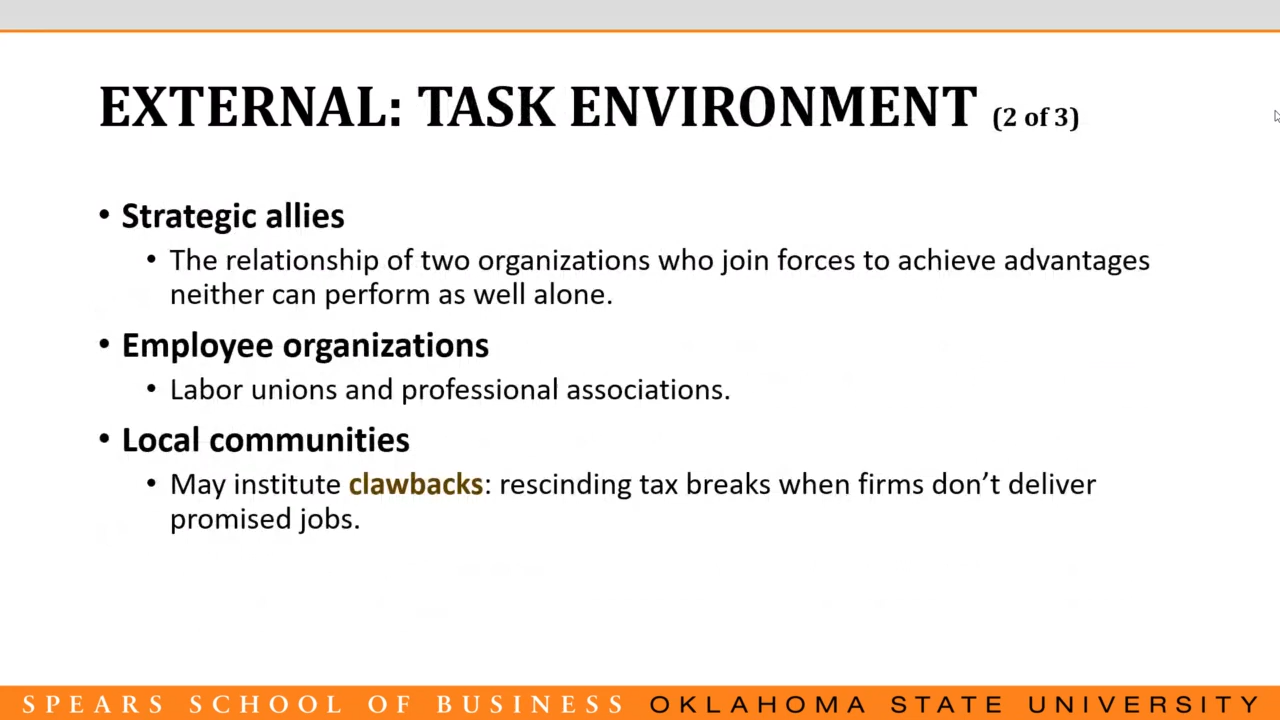 EXTERNAL: TASK ENVIRONMENT (2 of 3)
• Strategic allies
• The relationship of two organizations who join forces to achieve advantages
neither can perform as well alone.
• Employee organizations
• Labor unions and professional associations.
• Local communities
• May institute clawbacks: rescinding tax breaks when firms don’t deliver
promised jobs.
SPEARS SCHOOL OF BUSINESS OKLAHOMA STATE UNIVERSITY